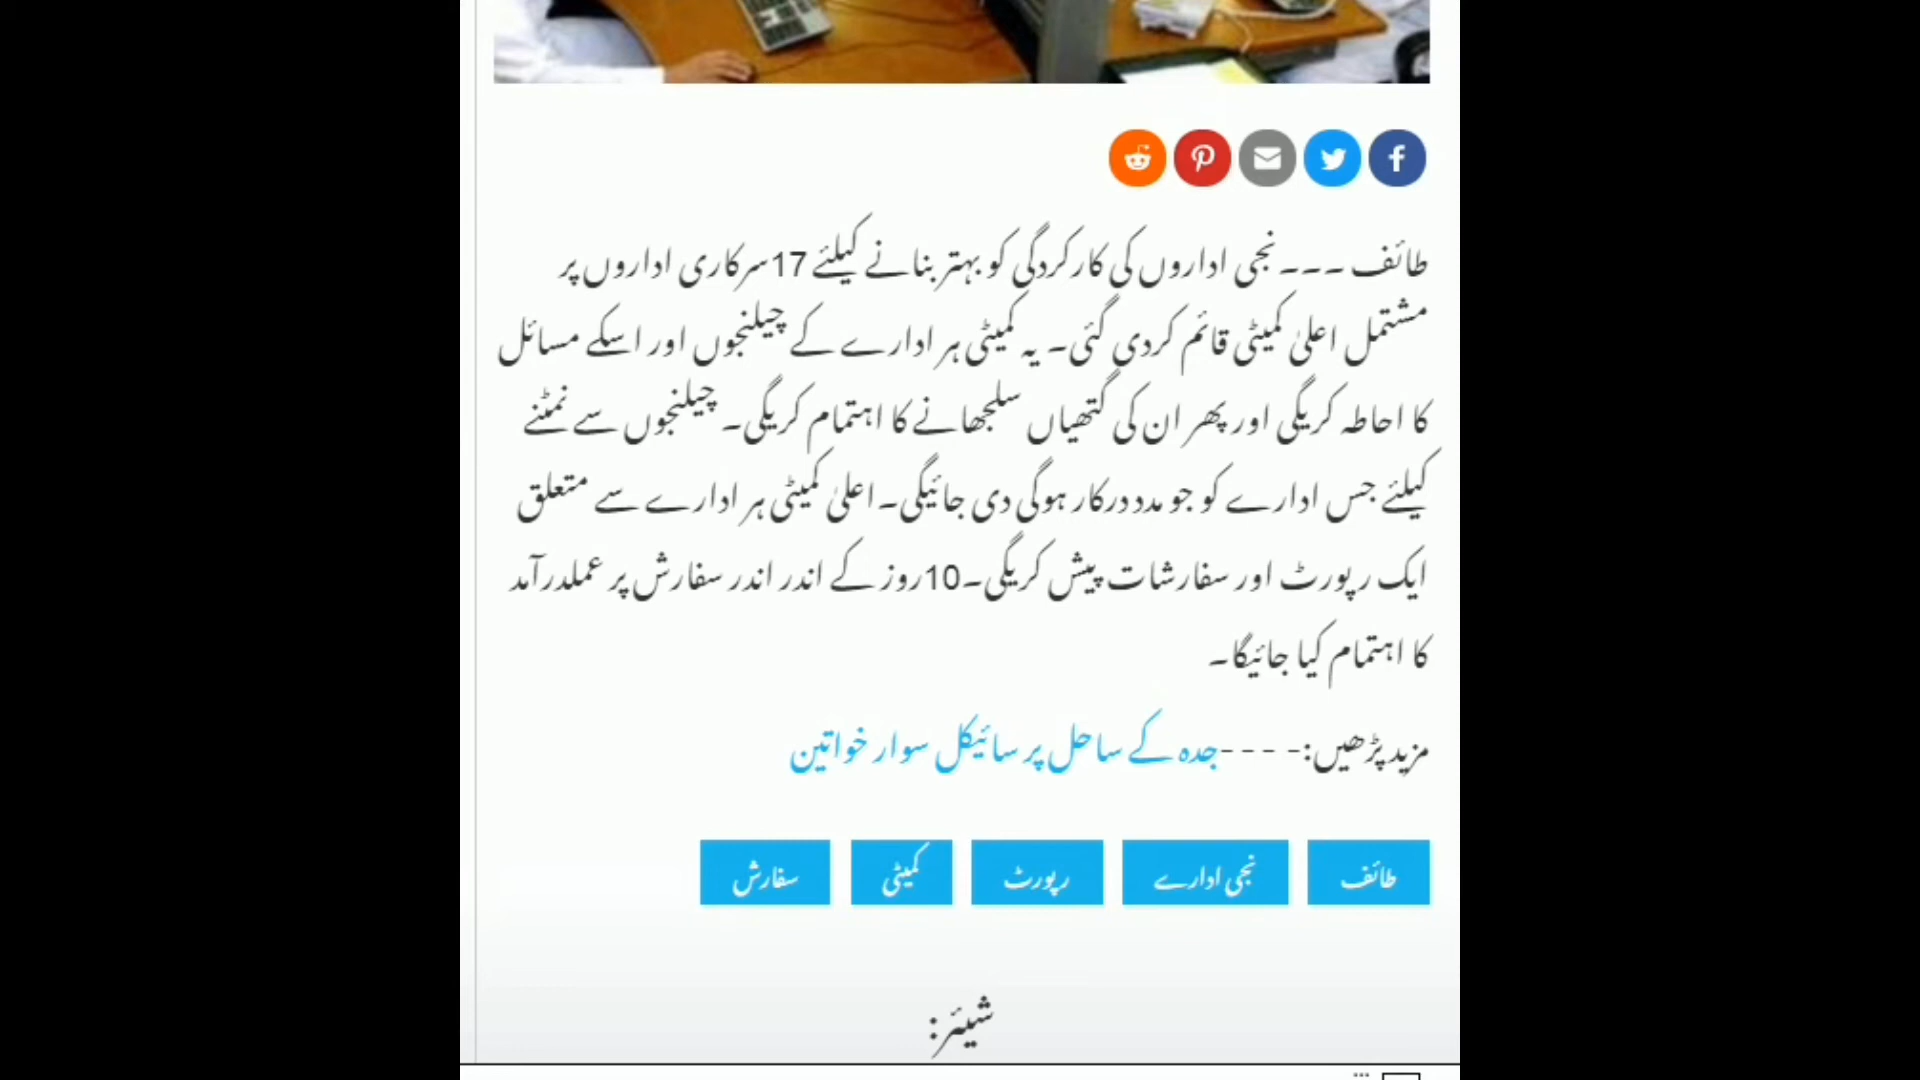 طائف ۔۔۔نجی اداروں کی کارکردگی کو بہتر بنانے کیلئے 17سرکاری اداروں پر
مشتمل اعلیٰ کمیٹی قائم کردی گئی۔ یہ کمیٹی ہر ادارے کے چیلنجوں اور اسکے مسائل
کا احاطہ کریگی اور پھر ان کی گتھیاں سلجھانے کا اہتمام کریگی۔ چیلنجوں سے نمٹنے
کیلئے جس ادارے کو جو مدد درکار ہوگی دی جائیگی۔اعلیٰ کمیٹی ہر ادارے سے متعلق
ایک رپورٹ اور سفارشات پیش کریگی۔10روز کے اندر اندر سفارش پر عملدرآمد
کا اہتمام کیا جائیگا۔
مزید پڑھیں:- - - -جدہ کے ساحل پر سائیکل سوار خواتین
طائف نجی ادارے رپورٹ کمیٹی سفارش
شیئر: